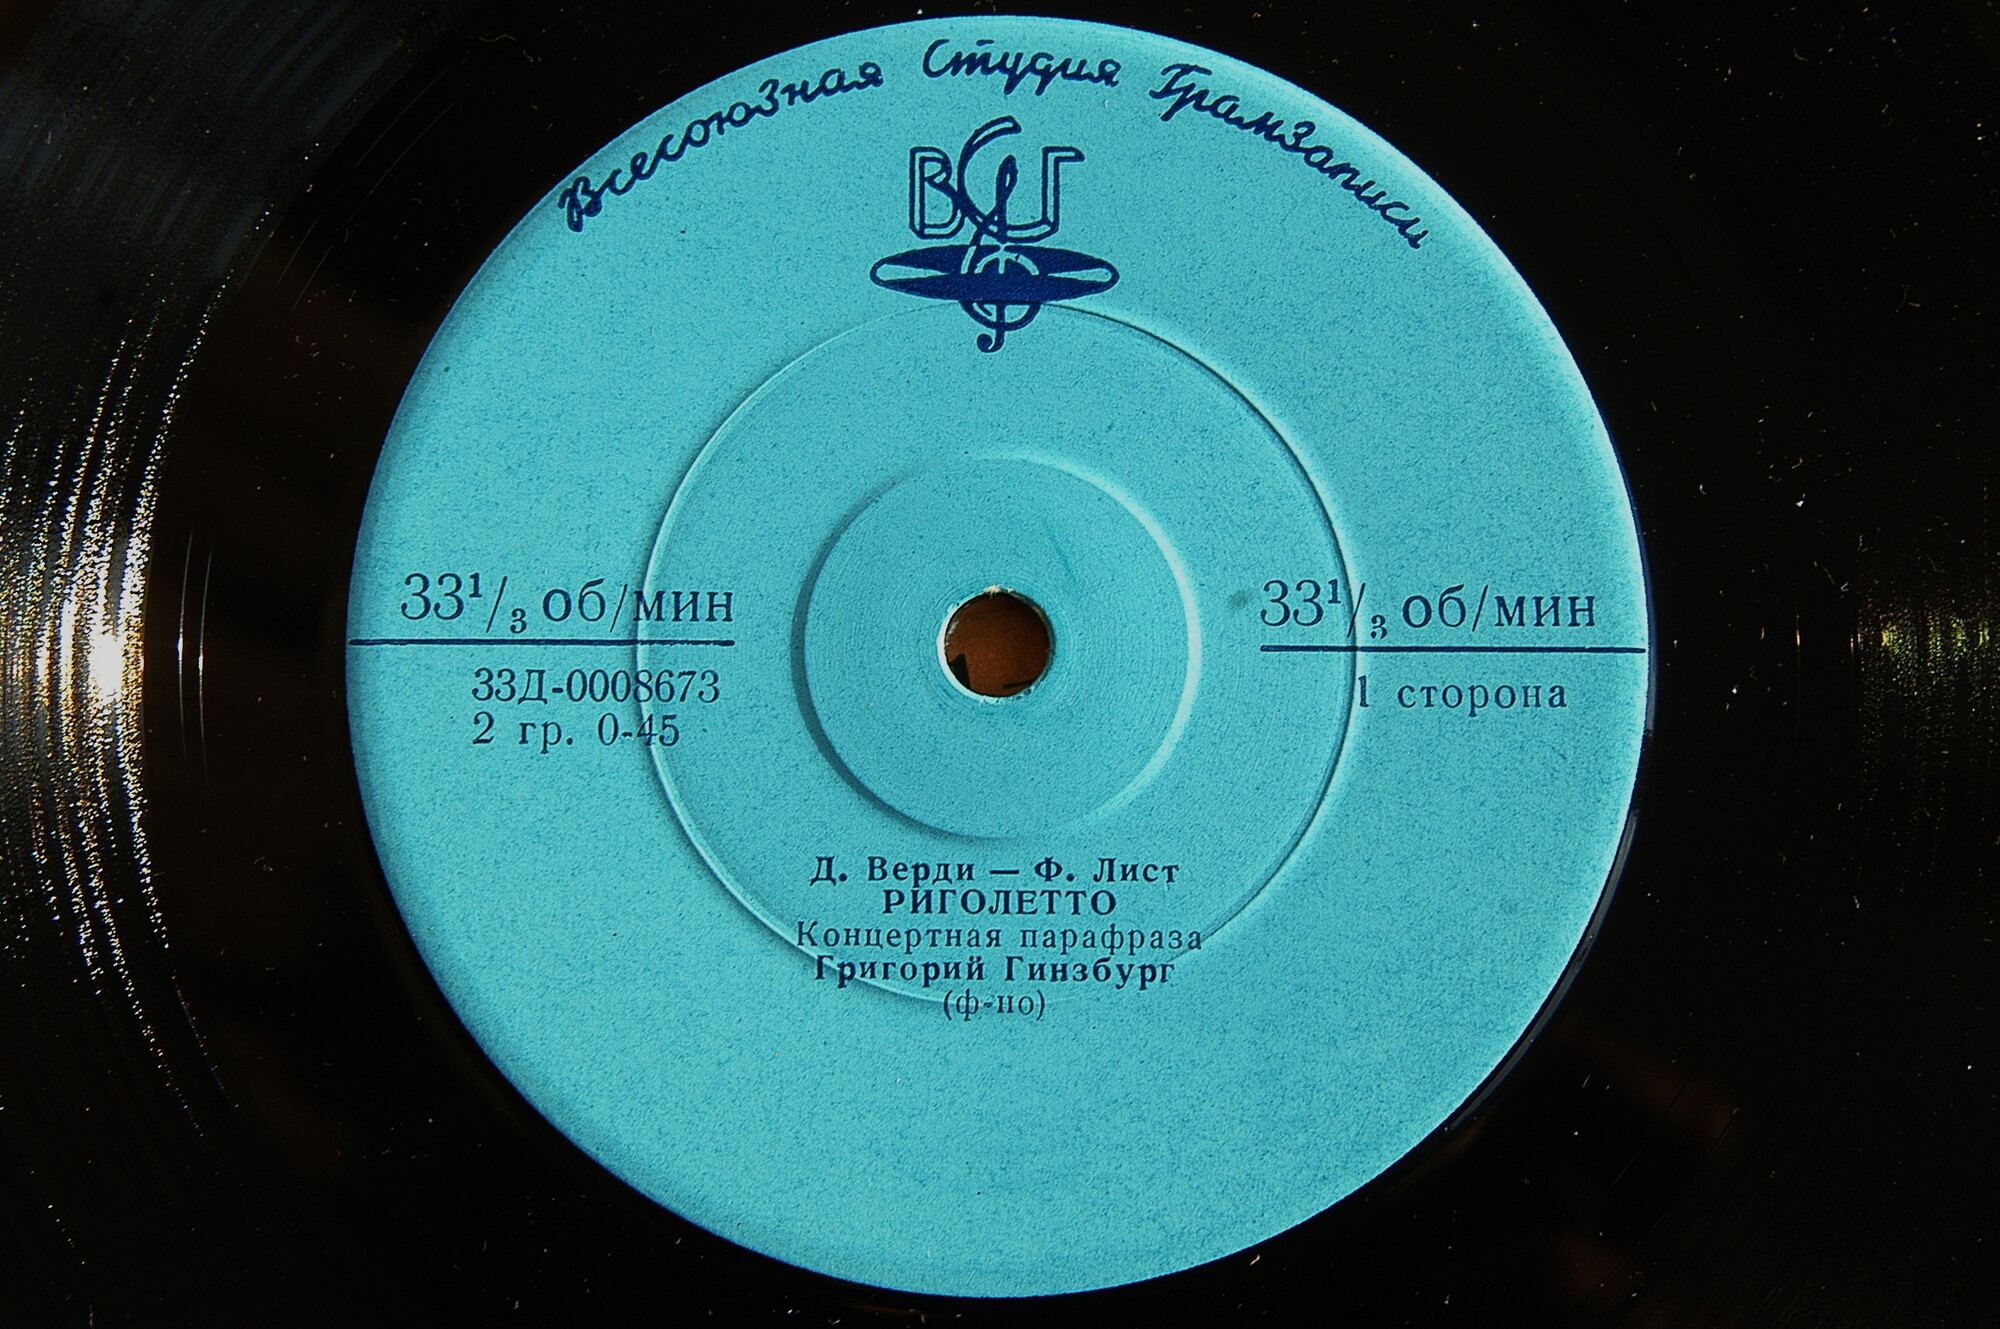 Всесоюзная Студия Грамзаписи
ВСГ
33¹/₃ об/мин
33Д-0008673
2 гр. 0-45
33¹/₃ об/мин
1 сторона
Д. Верди — Ф. Лист
РИГОЛЕТТО
Концертная парафраза
Григорий Гинзбург
(ф-но)